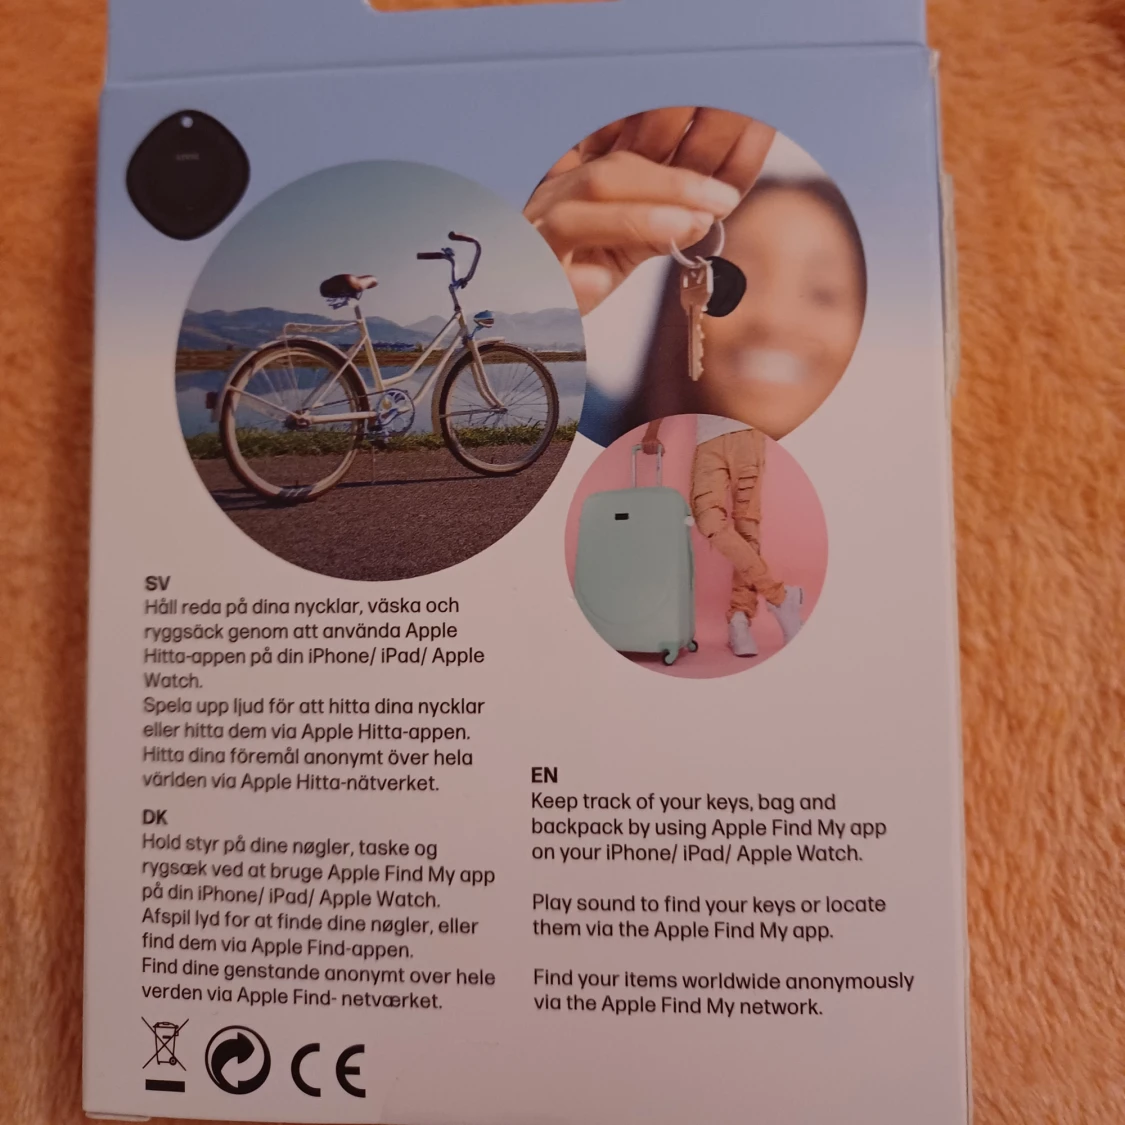 SV
Håll reda på dina nycklar, väska och
ryggsäck genom att använda Apple
Hitta-appen på din iPhone/ iPad/ Apple
Watch.
Spela upp ljud för att hitta dina nycklar
eller hitta dem via Apple Hitta-appen.
Hitta dina föremål anonymt över hela
världen via Apple Hitta-nätverket.
DK
Hold styr på dine nøgler, taske og
rygsæk ved at bruge Apple Find My app
på din iPhone/ iPad/ Apple Watch.
Afspil lyd for at finde dine nøgler, eller
find dem via Apple Find-appen.
Find dine genstande anonymt over hele
verden via Apple Find- netværket.
EN
Keep track of your keys, bag and
backpack by using Apple Find My app
on your iPhone/ iPad/ Apple Watch.
Play sound to find your keys or locate
them via the Apple Find My app.
Find your items worldwide anonymously
via the Apple Find My network.
CE